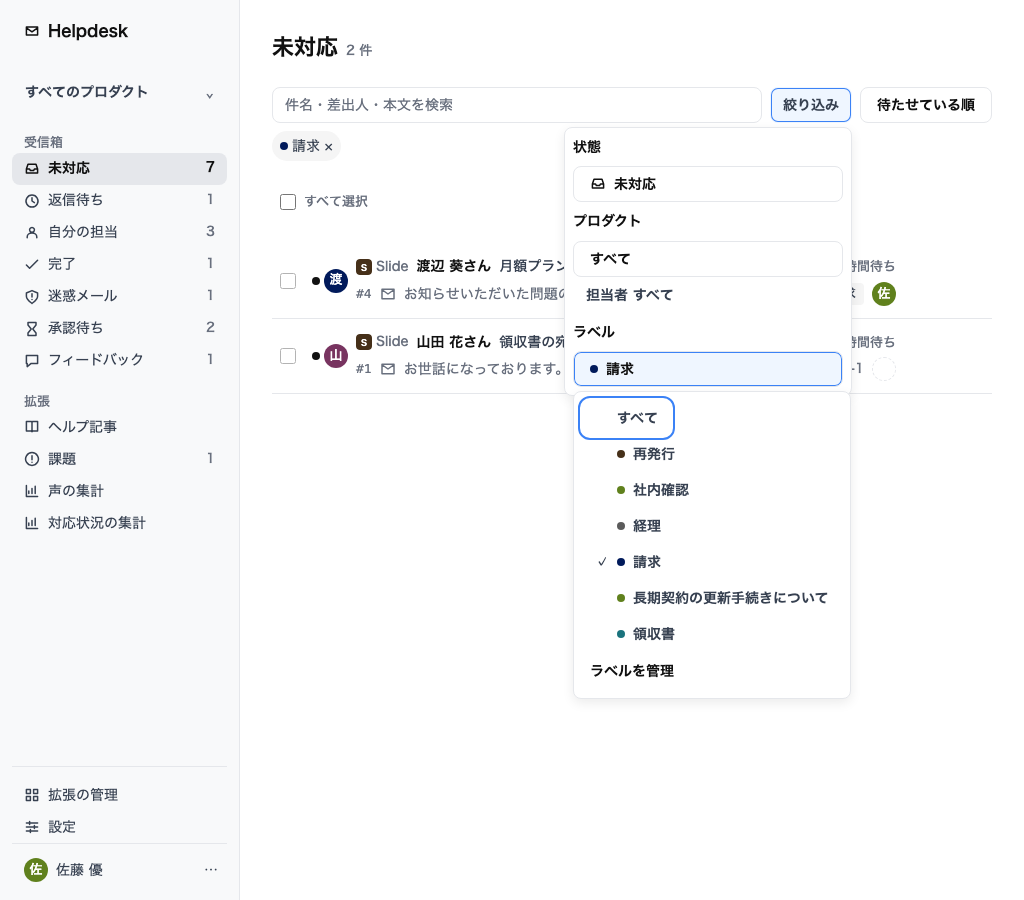 Helpdesk
すべてのプロダクト
受信箱
未対応 7
返信待ち 1
自分の担当 3
完了 1
迷惑メール 1
承認待ち 2
フィードバック 1
拡張
ヘルプ記事
課題 1
声の集計
対応状況の集計
拡張の管理
設定
佐 佐藤 優 …
未対応 2 件
件名・差出人・本文を検索 絞り込み 待たせている順
請求 ×
すべて選択
渡 S Slide 渡辺 葵さん 月額プラン 時間待ち
#4 お知らせいただいた問題の 佐
山 S Slide 山田 花さん 領収書の宛 時間待ち
#1 お世話になっております。 -1
状態
未対応
プロダクト
すべて
担当者 すべて
ラベル
請求
すべて
再発行
社内確認
経理
✓ 請求
長期契約の更新手続きについて
領収書
ラベルを管理